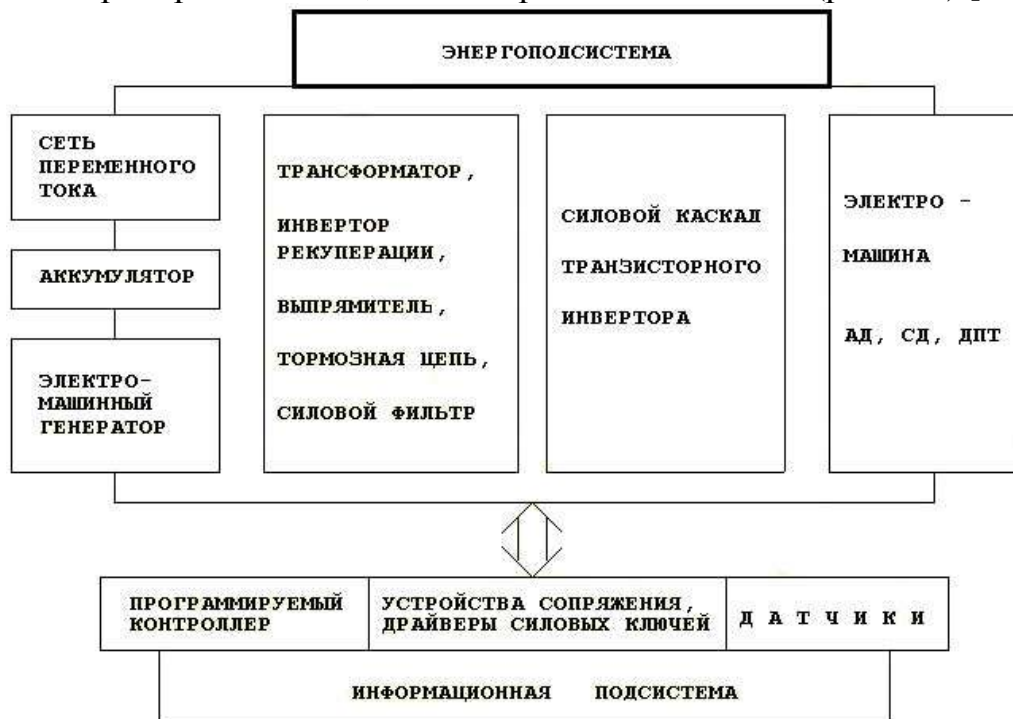 ЭНЕРГОПОДСИСТЕМА
СЕТЬ
ПЕРЕМЕННОГО
ТОКА
АККУМУЛЯТОР
ЭЛЕКТРО-
МАШИННЫЙ
ГЕНЕРАТОР
ТРАНСФОРМАТОР,
ИНВЕРТОР
РЕКУПЕРАЦИИ,
ВЫПРЯМИТЕЛЬ,
ТОРМОЗНАЯ ЦЕПЬ,
СИЛОВОЙ ФИЛЬТР
СИЛОВОЙ КАСКАД
ТРАНЗИСТОРНОГО
ИНВЕРТОРА
ЭЛЕКТРО -
МАШИНА
АД, СД, ДПТ
ПРОГРАММИРУЕМЫЙ
КОНТРОЛЛЕР
УСТРОЙСТВА СОПРЯЖЕНИЯ,
ДРАЙВЕРЫ СИЛОВЫХ КЛЮЧЕЙ
Д А Т Ч И К И
ИНФОРМАЦИОННАЯ ПОДСИСТЕМА